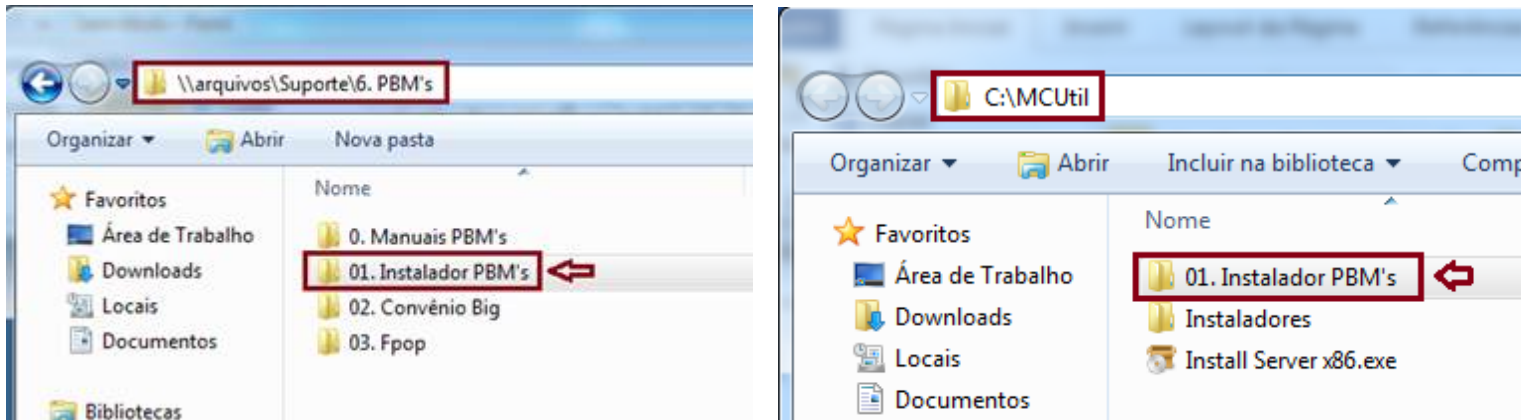 \\arquivos\Suporte\6. PBM's
Organizar
Abrir
Nova pasta
Favoritos
Área de Trabalho
Downloads
Locais
Documentos
Bibliotecas
Nome
0. Manuais PBM's
01. Instalador PBM's
02. Convênio Big
03. Fpop
C:\MCUtil
Organizar
Abrir
Incluir na biblioteca
Comp
Favoritos
Área de Trabalho
Downloads
Locais
Documentos
Nome
01. Instalador PBM's
Instaladores
Install Server x86.exe